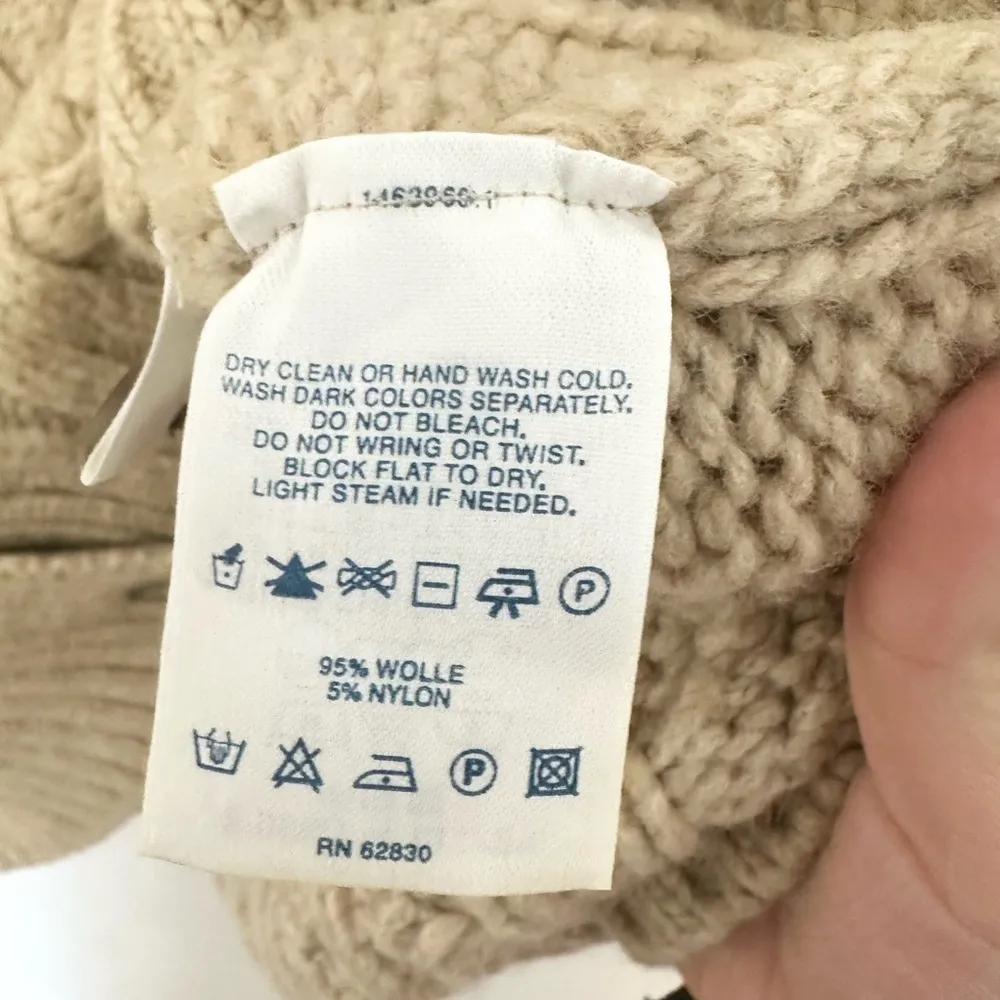 DRY CLEAN OR HAND WASH COLD.
WASH DARK COLORS SEPARATELY.
DO NOT BLEACH.
DO NOT WRING OR TWIST.
BLOCK FLAT TO DRY.
LIGHT STEAM IF NEEDED.
P
95% WOLLE
5% NYLON
P
RN 62830